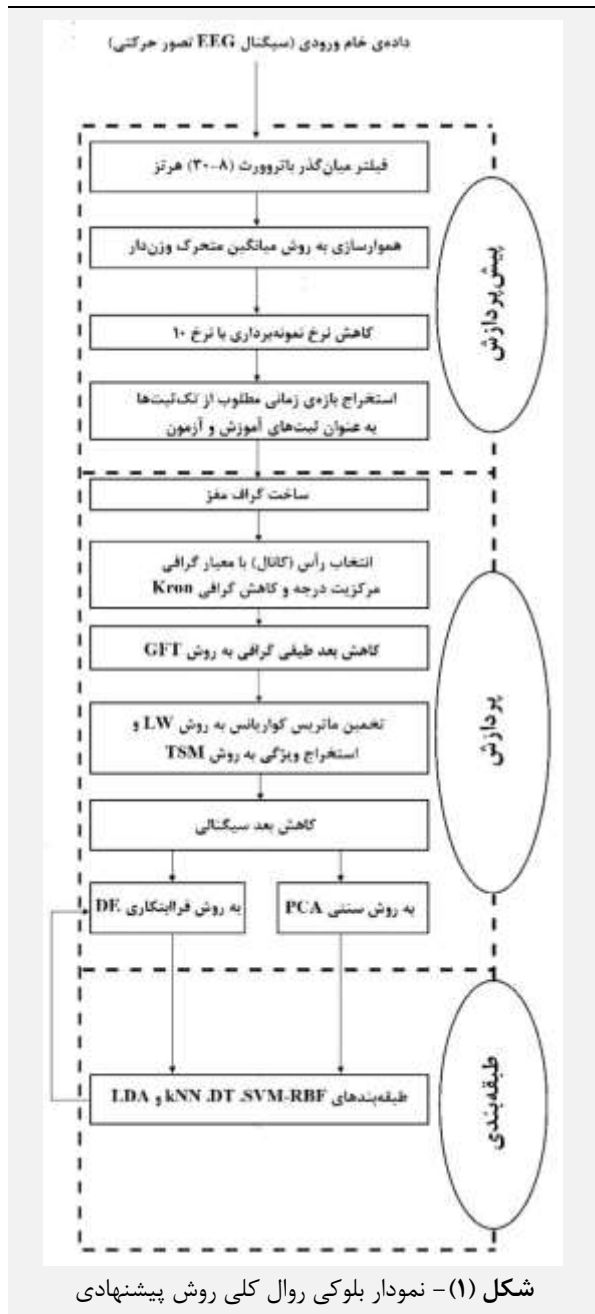 داده‌ی خام ورودی (سیگنال EEG تصور حرکتی)
فیلتر میان‌گذر باتروورث (۸-۳۰) هرتز
هموارسازی به روش میانگین متحرک وزن‌دار
کاهش نرخ نمونه‌برداری با نرخ ۱۰
استخراج بازه‌ی زمانی مطلوب از تک‌ثبت‌ها
به عنوان ثبت‌های آموزش و آزمون
پیش‌پردازش
ساخت گراف مغز
انتخاب رأس (کانال) با معیار گرافی
مرکزیت درجه و کاهش گرافی Kron
کاهش بعد طیفی گرافی به روش GFT
تخمین ماتریس کواریانس به روش LW و
استخراج ویژگی به روش TSM
کاهش بعد سیگنالی
به روش سنتی PCA
به روش فراابتکاری DE
پردازش
طبقه‌بندهای kNN ،DT ،SVM-RBF و LDA
طبقه‌بندی
شکل (۱)- نمودار بلوکی روال کلی روش پیشنهادی